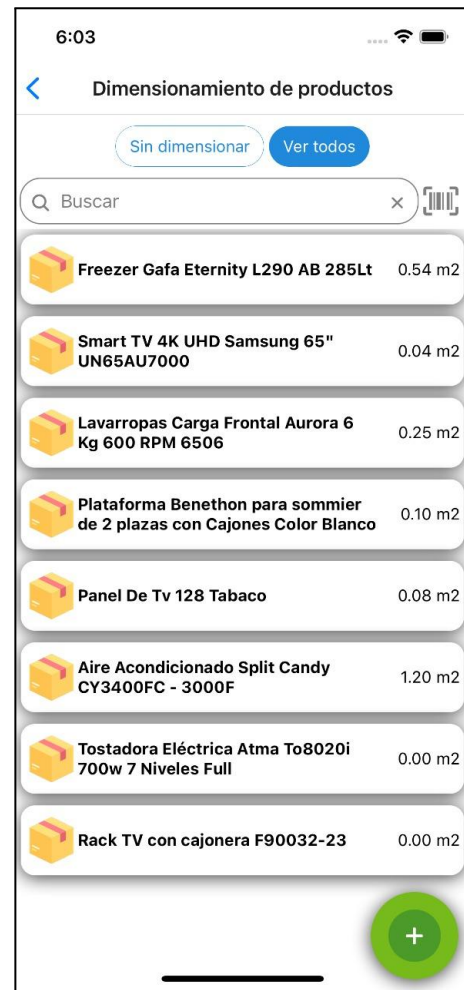 6:03
Dimensionamiento de productos
Sin dimensionar
Ver todos
Buscar
Freezer Gafa Eternity L290 AB 285Lt 0.54 m2
Smart TV 4K UHD Samsung 65"
UN65AU7000
0.04 m2
Lavarropas Carga Frontal Aurora 6
Kg 600 RPM 6506
0.25 m2
Plataforma Benethon para sommier
de 2 plazas con Cajones Color Blanco
0.10 m2
Panel De Tv 128 Tabaco 0.08 m2
Aire Acondicionado Split Candy
CY3400FC - 3000F
1.20 m2
Tostadora Eléctrica Atma To8020i
700w 7 Niveles Full
0.00 m2
Rack TV con cajonera F90032-23 0.00 m2
+